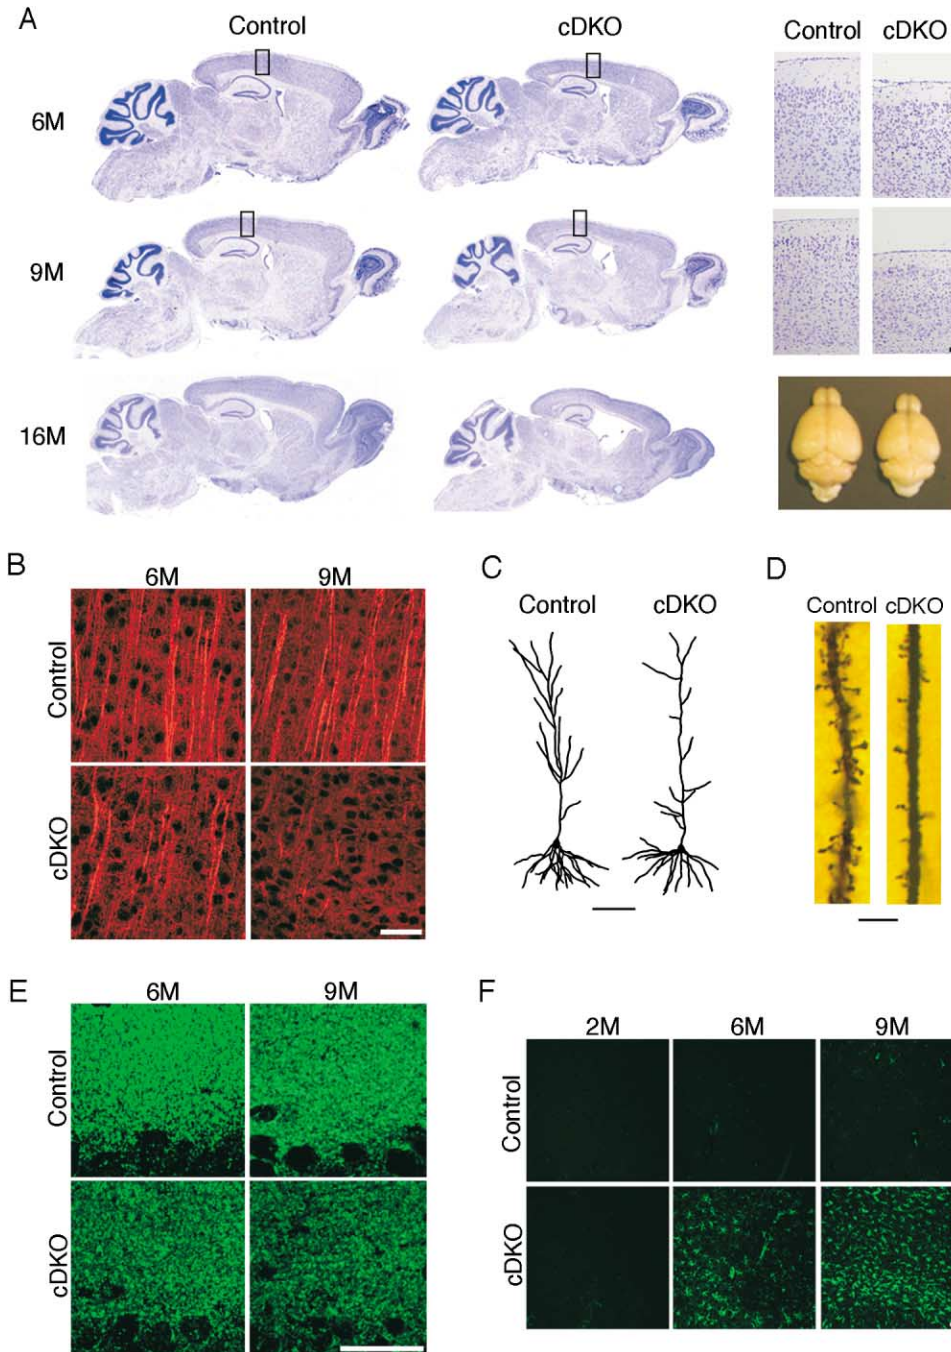 A
Control
cDKO
Control cDKO
6M
9M
16M
B
6M 9M
Control
cDKO
C
Control cDKO
D
Control cDKO
E
6M 9M
Control
cDKO
F
2M 6M 9M
Control
cDKO